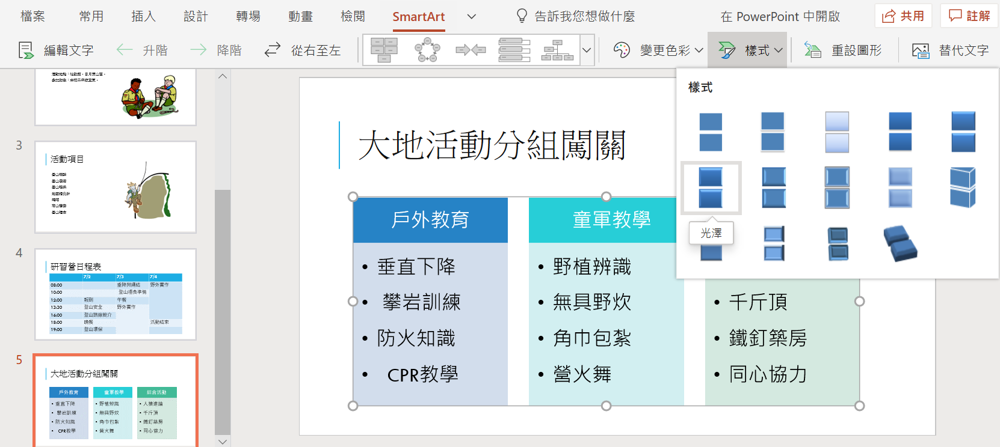 檔案 常用 插入 設計 轉場 動畫 檢閱 SmartArt 告訴我您想做什麼 在 PowerPoint 中開啟 共用 註解
編輯文字 升階 降階 從右至左 變更色彩 樣式 重設圖形 替代文字
樣式
光澤
3
活動項目
4
研習營日程表
7/2 7/3 7/4
08:00 垂降與繩結 野外實作
10:00 登山糧食準備
12:00 報到 午餐
13:30 登山安全 野外實作
16:00 登山路線簡介
18:00 晚餐 活動結束
19:00 登山環保
5
大地活動分組闖關
戶外教育 童軍教學 綜合活動
• 垂直下降 • 野植辨識 • 人猿進論
• 攀岩訓練 • 無具野炊 • 千斤頂
• 防火知識 • 角巾包紮 • 鐵釘築房
• CPR教學 • 營火舞 • 同心協力
大地活動分組闖關
戶外教育 童軍教學
• 垂直下降 • 野植辨識
• 攀岩訓練 • 無具野炊 • 千斤頂
• 防火知識 • 角巾包紮 • 鐵釘築房
• CPR教學 • 營火舞 • 同心協力